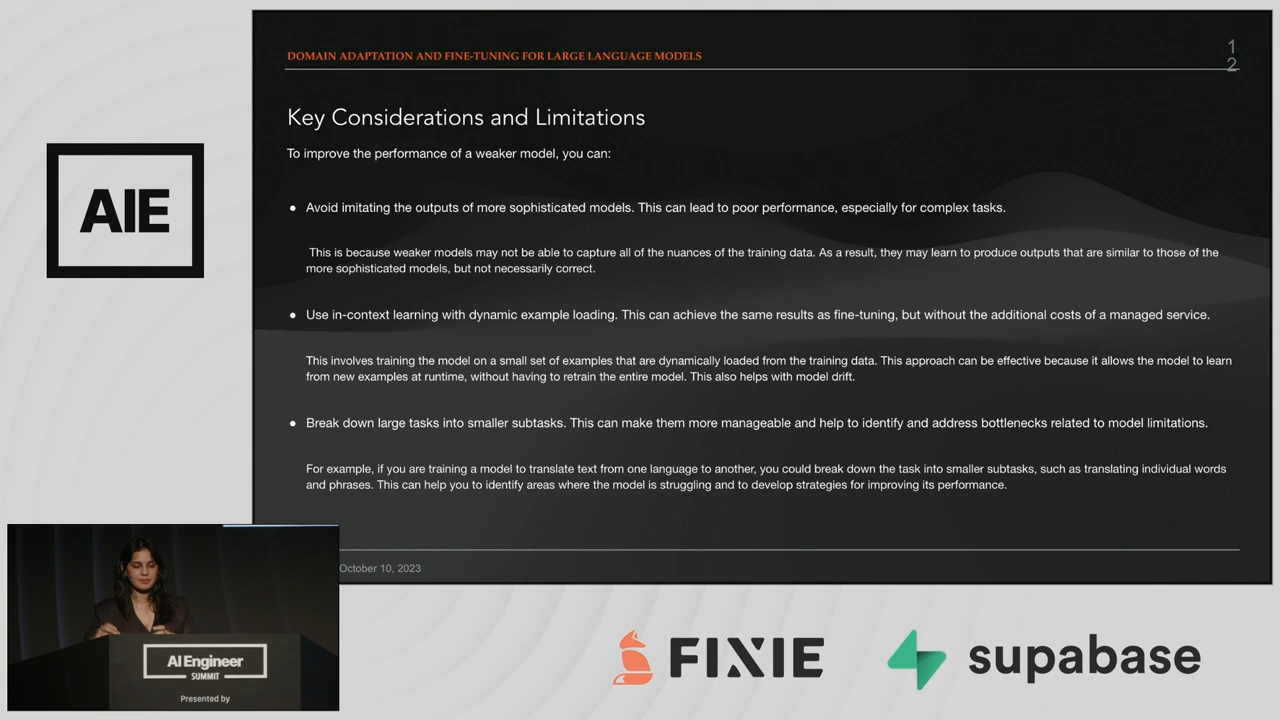 DOMAIN ADAPTATION AND FINE-TUNING FOR LARGE LANGUAGE MODELS
1
2
Key Considerations and Limitations
To improve the performance of a weaker model, you can:
● Avoid imitating the outputs of more sophisticated models. This can lead to poor performance, especially for complex tasks.
This is because weaker models may not be able to capture all of the nuances of the training data. As a result, they may learn to produce outputs that are similar to those of the
more sophisticated models, but not necessarily correct.
● Use in-context learning with dynamic example loading. This can achieve the same results as fine-tuning, but without the additional costs of a managed service.
This involves training the model on a small set of examples that are dynamically loaded from the training data. This approach can be effective because it allows the model to learn
from new examples at runtime, without having to retrain the entire model. This also helps with model drift.
● Break down large tasks into smaller subtasks. This can make them more manageable and help to identify and address bottlenecks related to model limitations.
For example, if you are training a model to translate text from one language to another, you could break down the task into smaller subtasks, such as translating individual words
and phrases. This can help you to identify areas where the model is struggling and to develop strategies for improving its performance.
October 10, 2023
AIE
AI Engineer
SUMMIT
Presented by
FIXIE
supabase